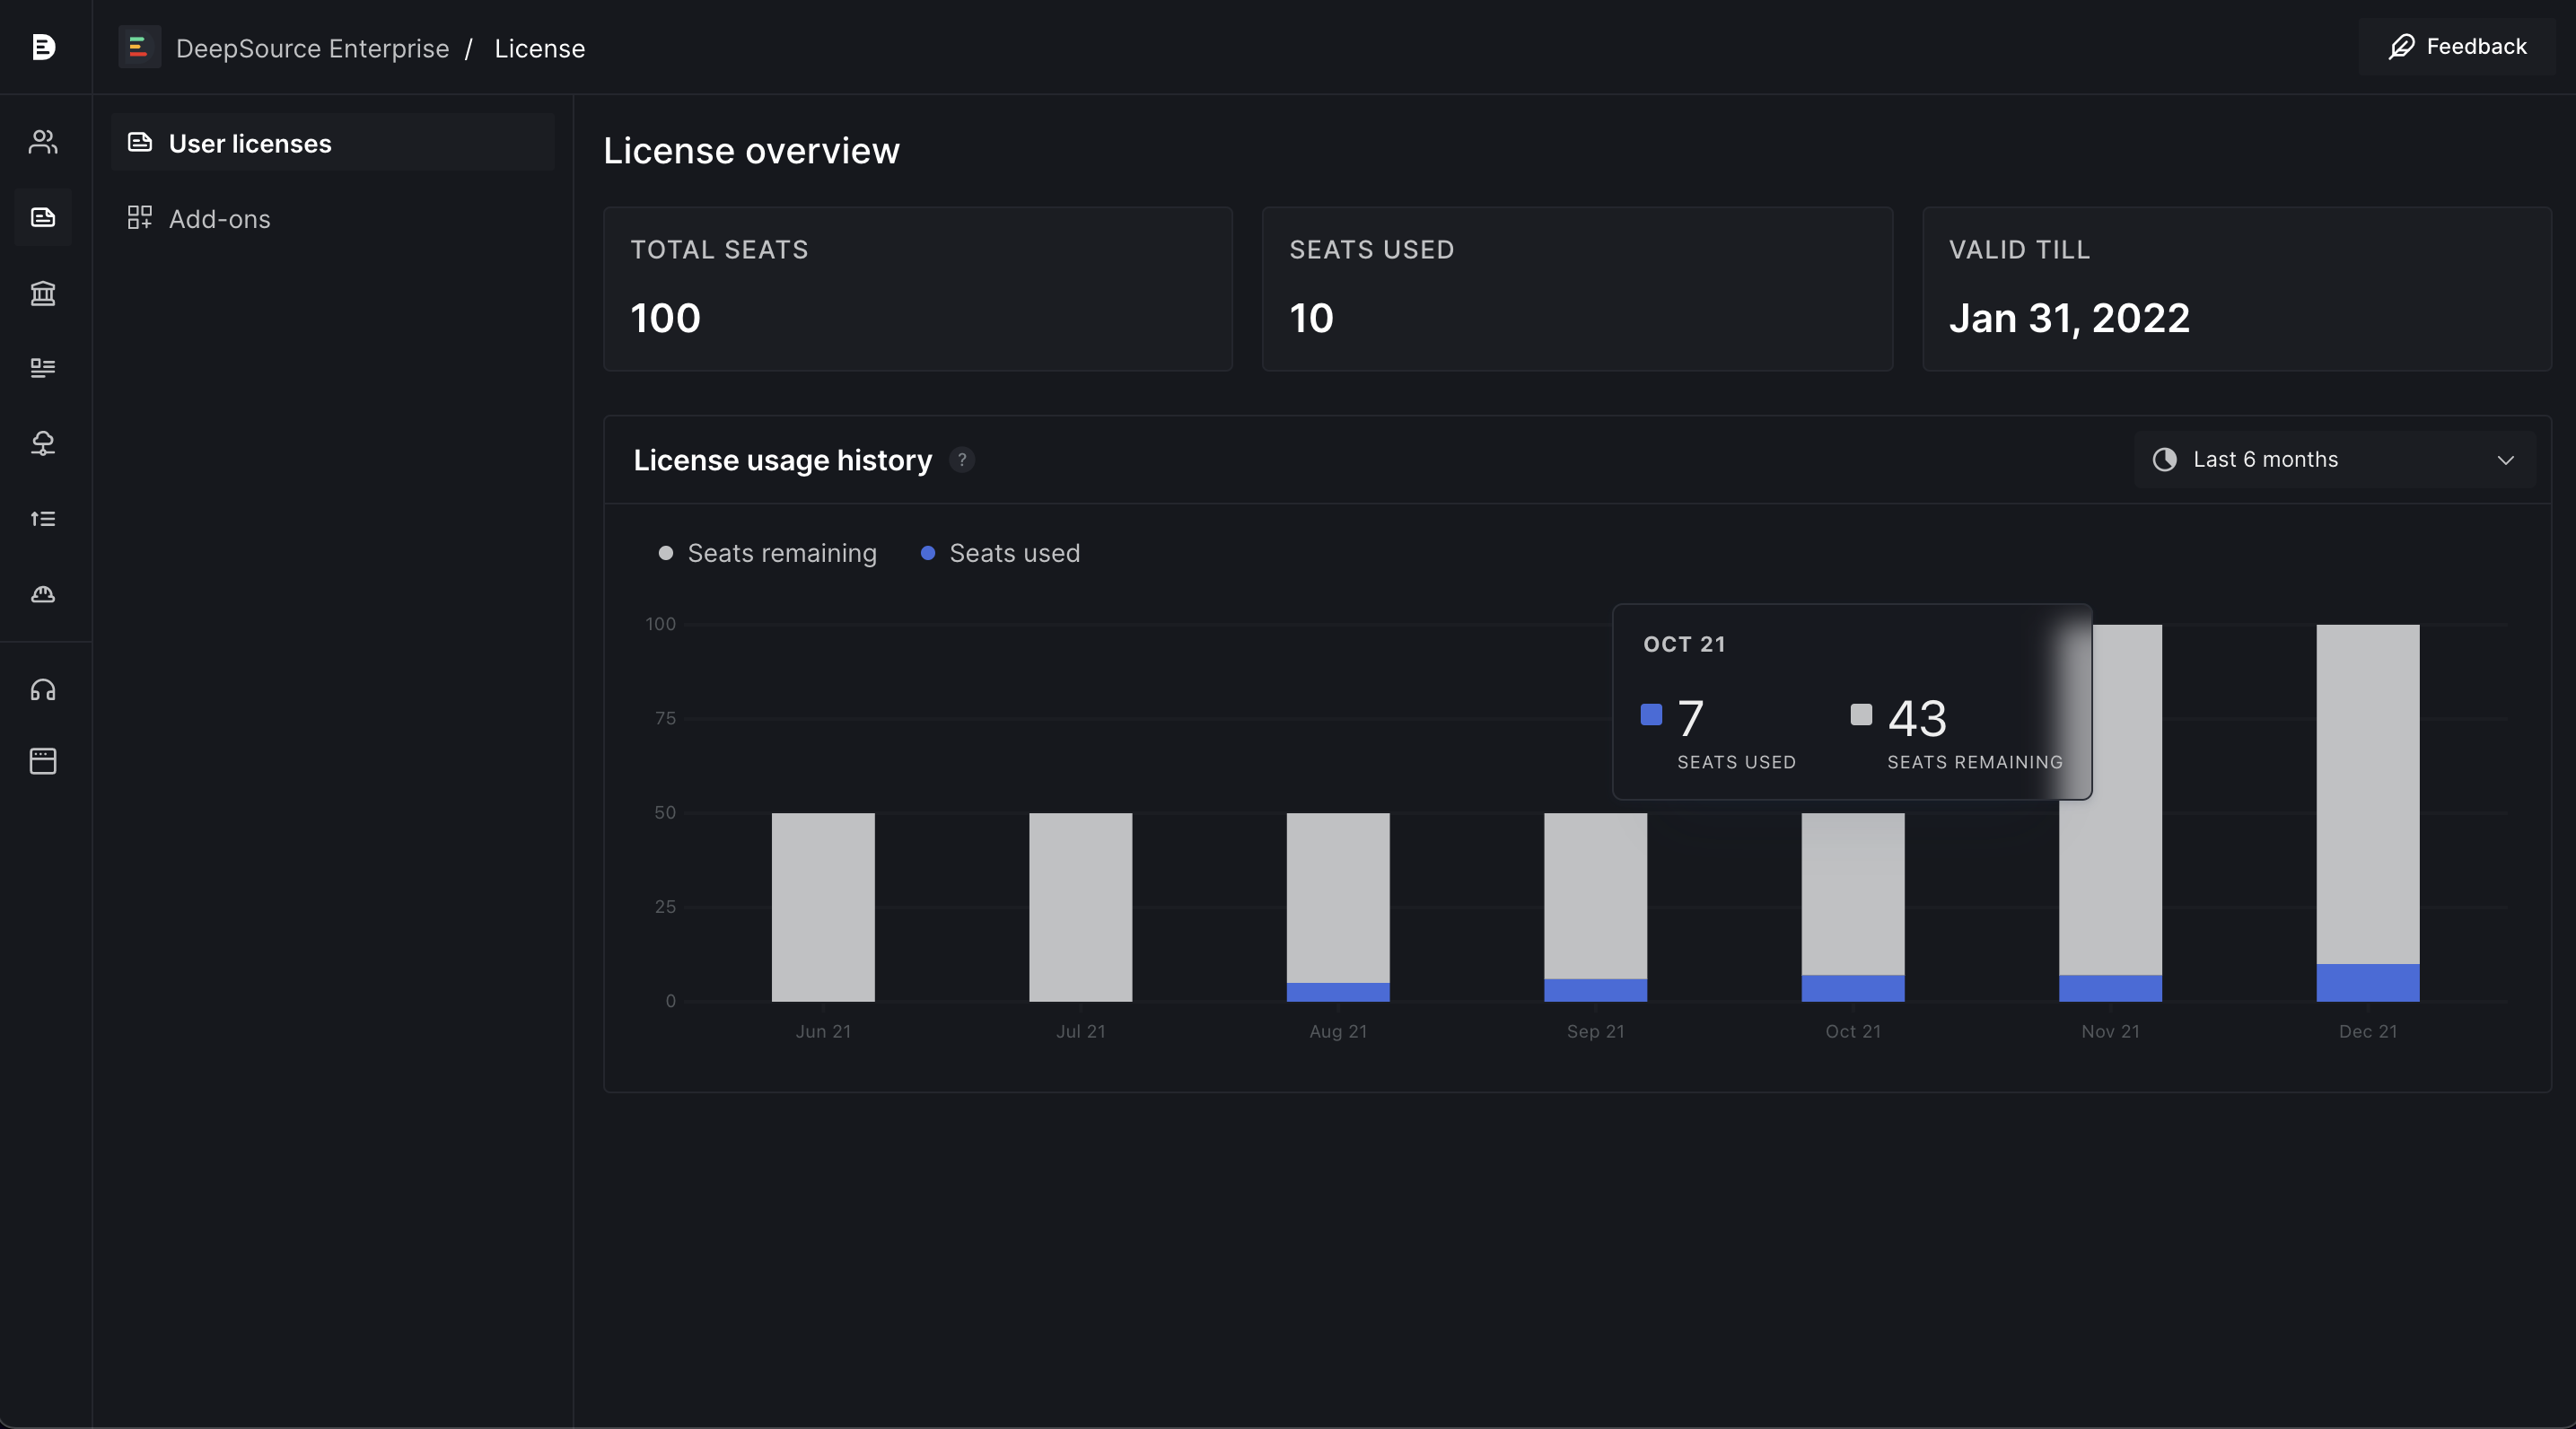 DeepSource Enterprise / License
Feedback
User licenses
Add-ons
License overview
TOTAL SEATS
100
SEATS USED
10
VALID TILL
Jan 31, 2022
License usage history ?
Last 6 months
Seats remaining
Seats used
100
75
50
25
0
OCT 21
7
SEATS USED
43
SEATS REMAINING
Jun 21
Jul 21
Aug 21
Sep 21
Oct 21
Nov 21
Dec 21